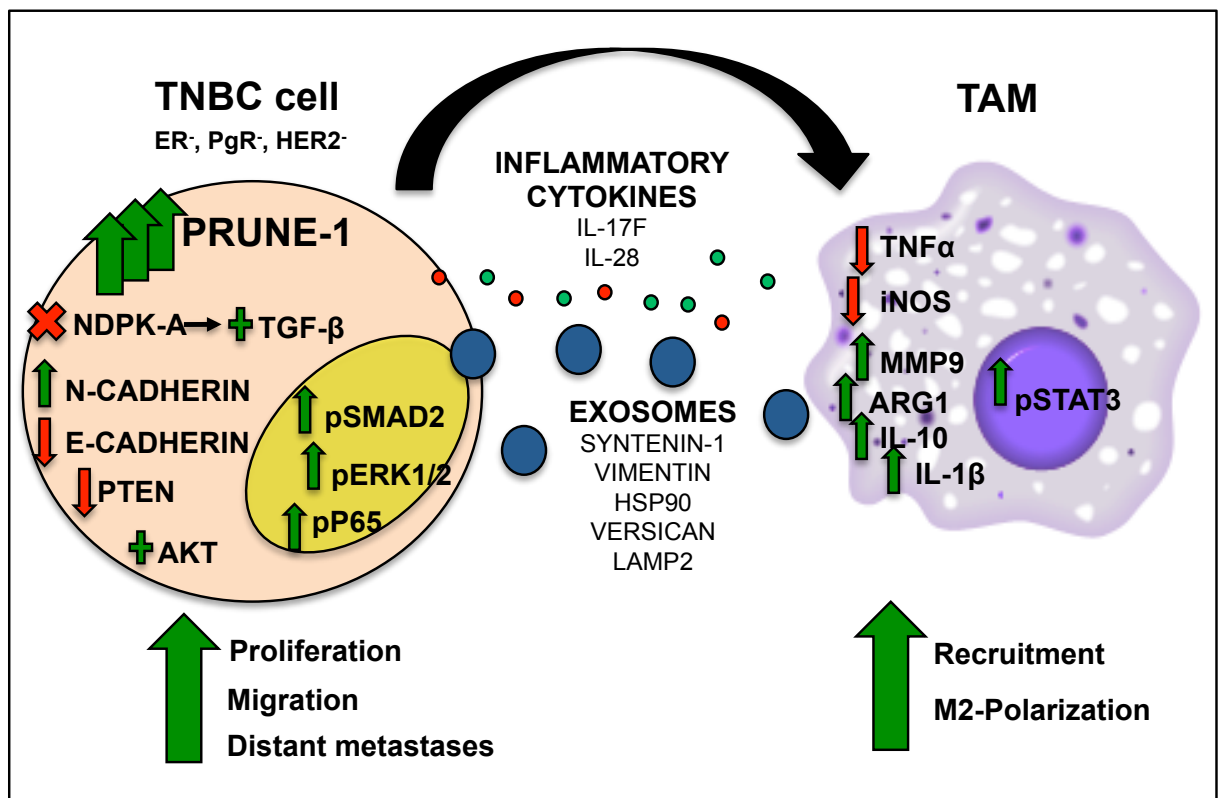 TNBC cell
ER-, PgR-, HER2-
PRUNE-1
NDPK-A
TGF-β
N-CADHERIN
E-CADHERIN
PTEN
AKT
pSMAD2
pERK1/2
pP65
INFLAMMATORY
CYTOKINES
IL-17F
IL-28
EXOSOMES
SYNTENIN-1
VIMENTIN
HSP90
VERSICAN
LAMP2
TAM
TNFα
iNOS
MMP9
ARG1
IL-10
IL-1β
pSTAT3
Proliferation
Migration
Distant metastases
Recruitment
M2-Polarization